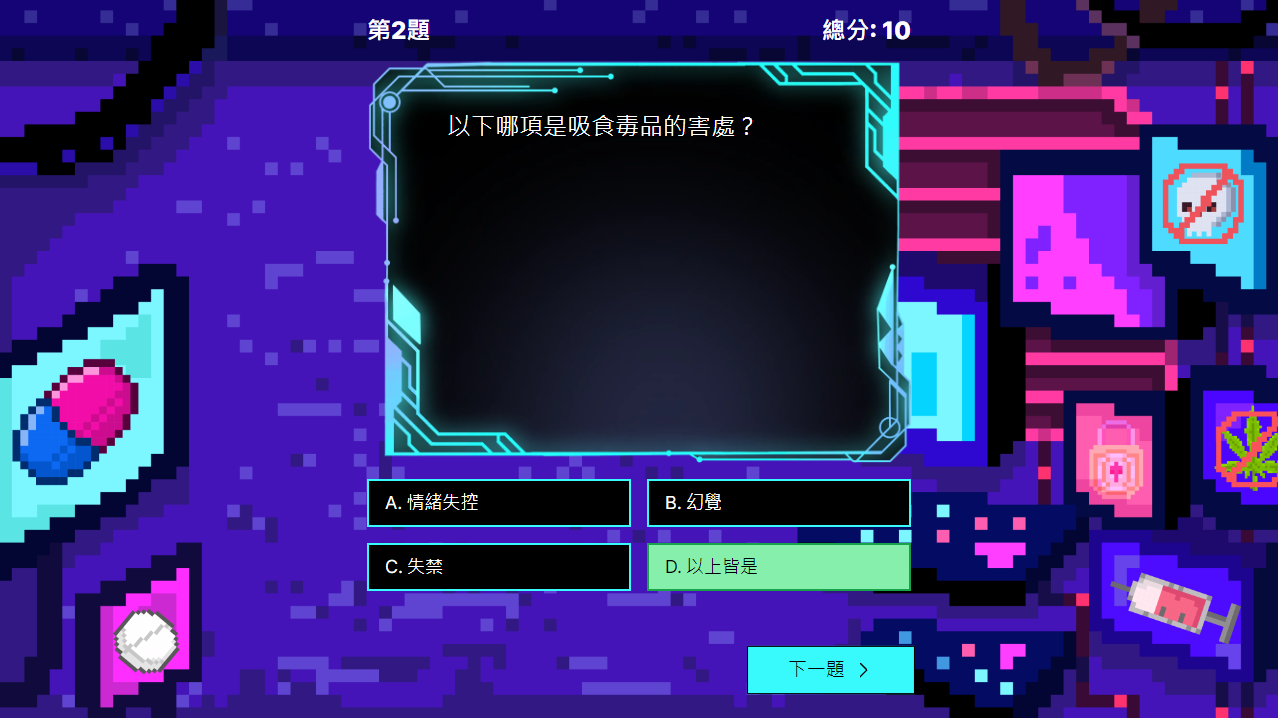 第2題
總分: 10
以下哪項是吸食毒品的害處？
A. 情緒失控
B. 幻覺
C. 失禁
D. 以上皆是
下一題